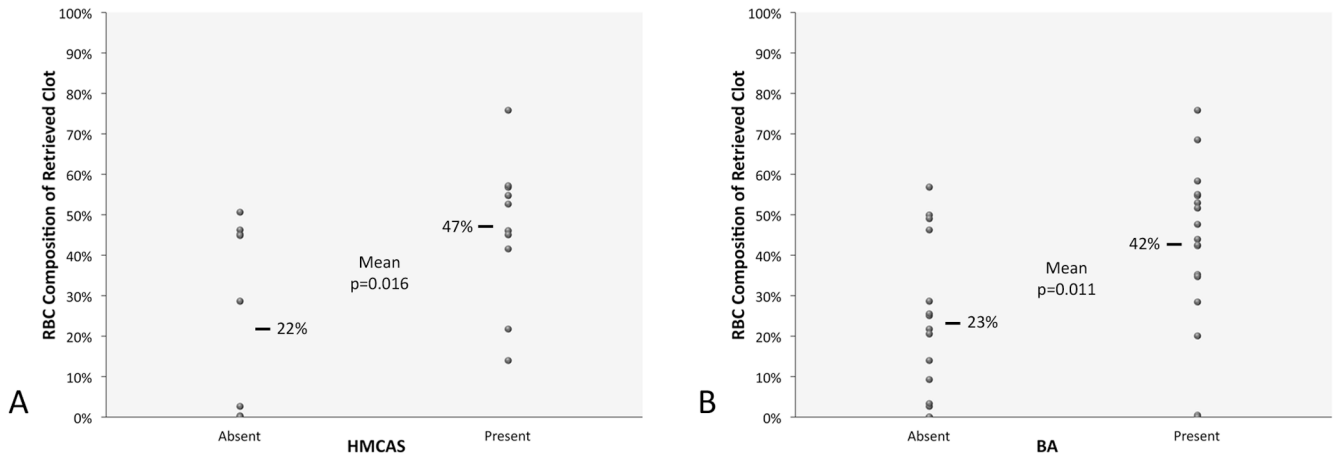 100%
90%
80%
70%
60%
50%
40%
30%
20%
10%
0%
RBC Composition of Retrieved Clot
47%
Mean
p=0.016
22%
Absent
Present
HMCAS
A
100%
90%
80%
70%
60%
50%
40%
30%
20%
10%
0%
RBC Composition of Retrieved Clot
42%
Mean
p=0.011
23%
Absent
Present
BA
B